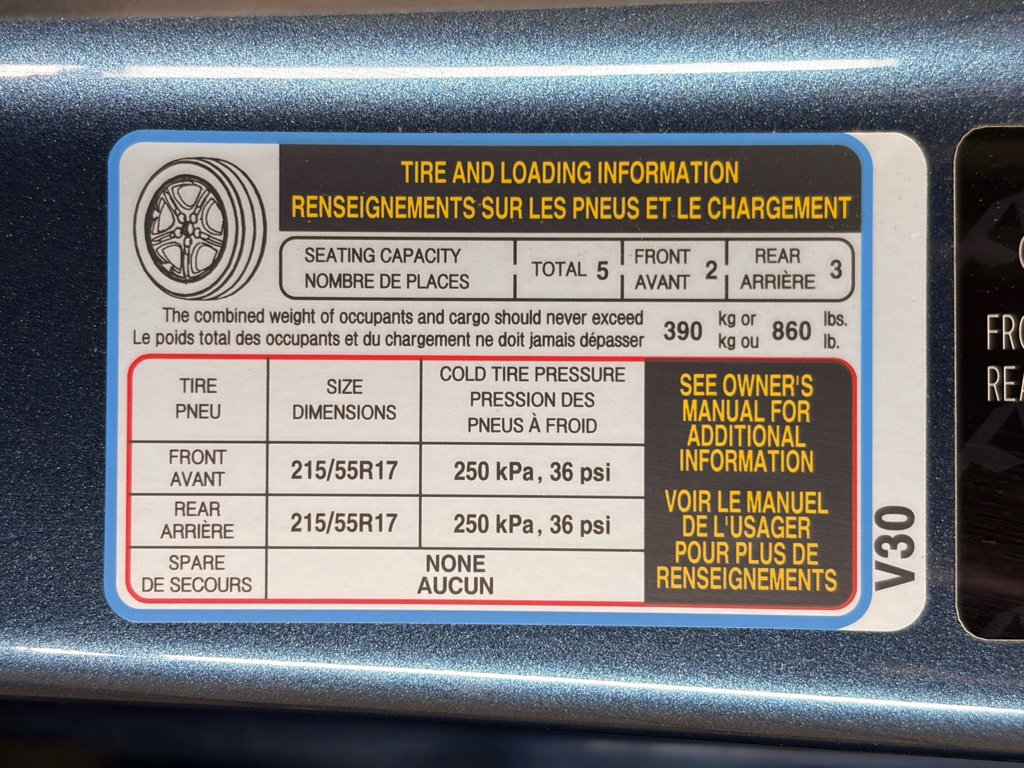 TIRE AND LOADING INFORMATION
RENSEIGNEMENTS SUR LES PNEUS ET LE CHARGEMENT
SEATING CAPACITY
NOMBRE DE PLACES
TOTAL 5
FRONT
AVANT 2
REAR
ARRIÈRE 3
The combined weight of occupants and cargo should never exceed
Le poids total des occupants et du chargement ne doit jamais dépasser
390
kg or
kg ou
860
lbs.
lb.
TIRE
PNEU
SIZE
DIMENSIONS
COLD TIRE PRESSURE
PRESSION DES
PNEUS À FROID
FRONT
AVANT
215/55R17
250 kPa, 36 psi
REAR
ARRIÈRE
215/55R17
250 kPa, 36 psi
SPARE
DE SECOURS
NONE
AUCUN
SEE OWNER'S
MANUAL FOR
ADDITIONAL
INFORMATION
VOIR LE MANUEL
DE L'USAGER
POUR PLUS DE
RENSEIGNEMENTS
V30